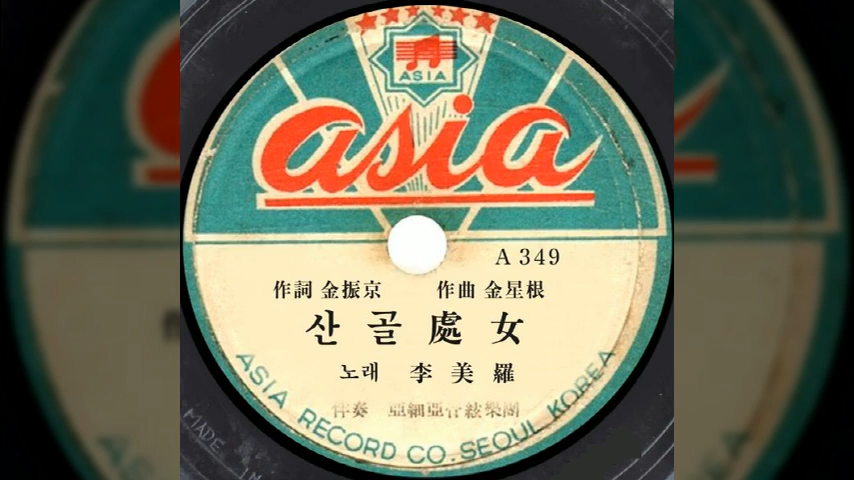 ASIA
asia
A 349
作詞 金振京 作曲 金星根
산골處女
노래 李美羅
伴奏 亞細亞管絃樂團
ASIA RECORD CO. SEOUL KOREA
MADE IN